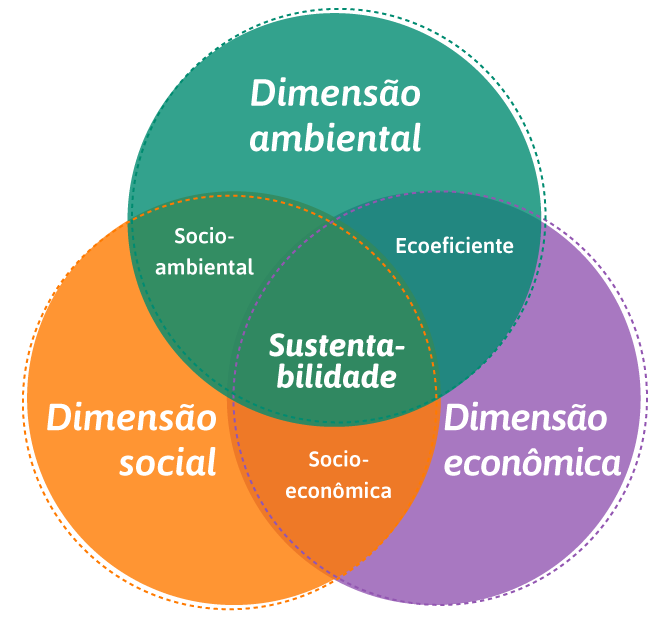 Dimensão
ambiental
Socio-
ambiental
Ecoeficiente
Sustenta-
bilidade
Dimensão
social
Dimensão
econômica
Socio-
econômica